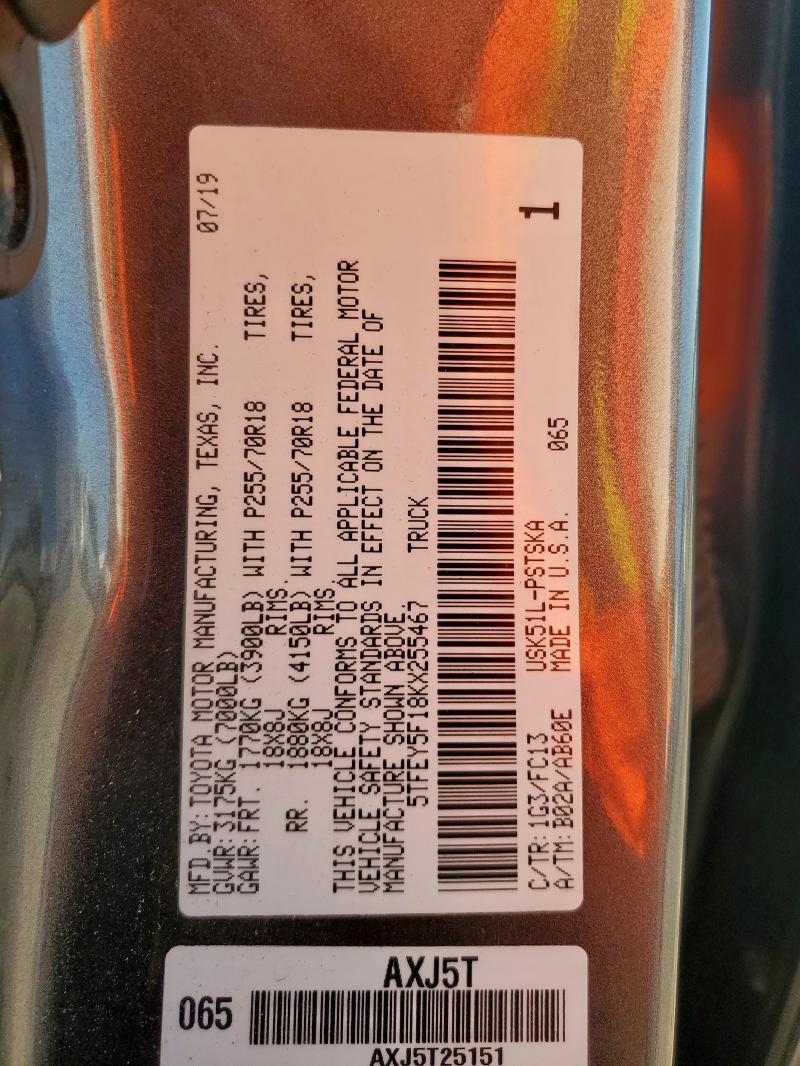 MFD.BY:TOYOTA MOTOR MANUFACTURING, TEXAS, INC. 07/19
GVWR:3175KG (7000LB)
GAWR:FRT. 1770KG (3900LB) WITH P255/70R18 TIRES,
18X8J RIMS.
RR. 1880KG (4150LB) WITH P255/70R18 TIRES,
18X8J RIMS.
THIS VEHICLE CONFORMS TO ALL APPLICABLE FEDERAL MOTOR
VEHICLE SAFETY STANDARDS IN EFFECT ON THE DATE OF
MANUFACTURE SHOWN ABOVE.
5TFEY5F18KX255467 TRUCK
C/TR:1G3/FC13 USK51L-PSTSKA
A/TM:B02A/AB60E MADE IN U.S.A. 065
1
AXJ5T
065
AXJ5T25151